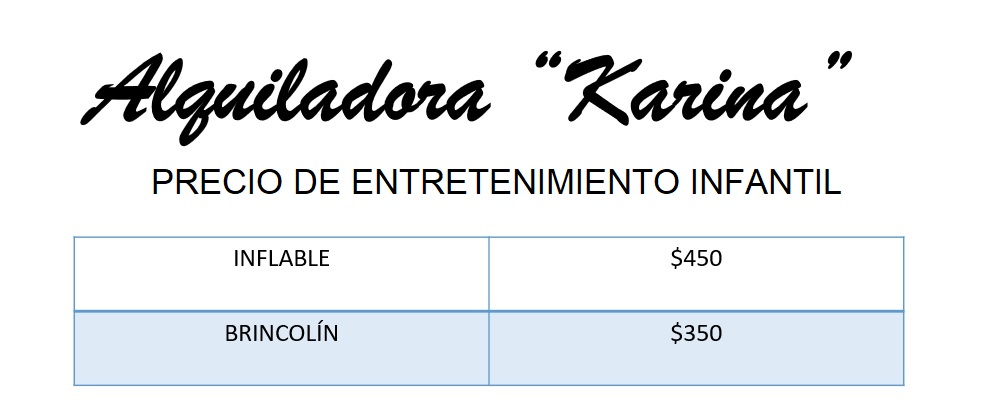 Alquiladora “Karina”
PRECIO DE ENTRETENIMIENTO INFANTIL
INFLABLE $450
BRINCOLÍN $350